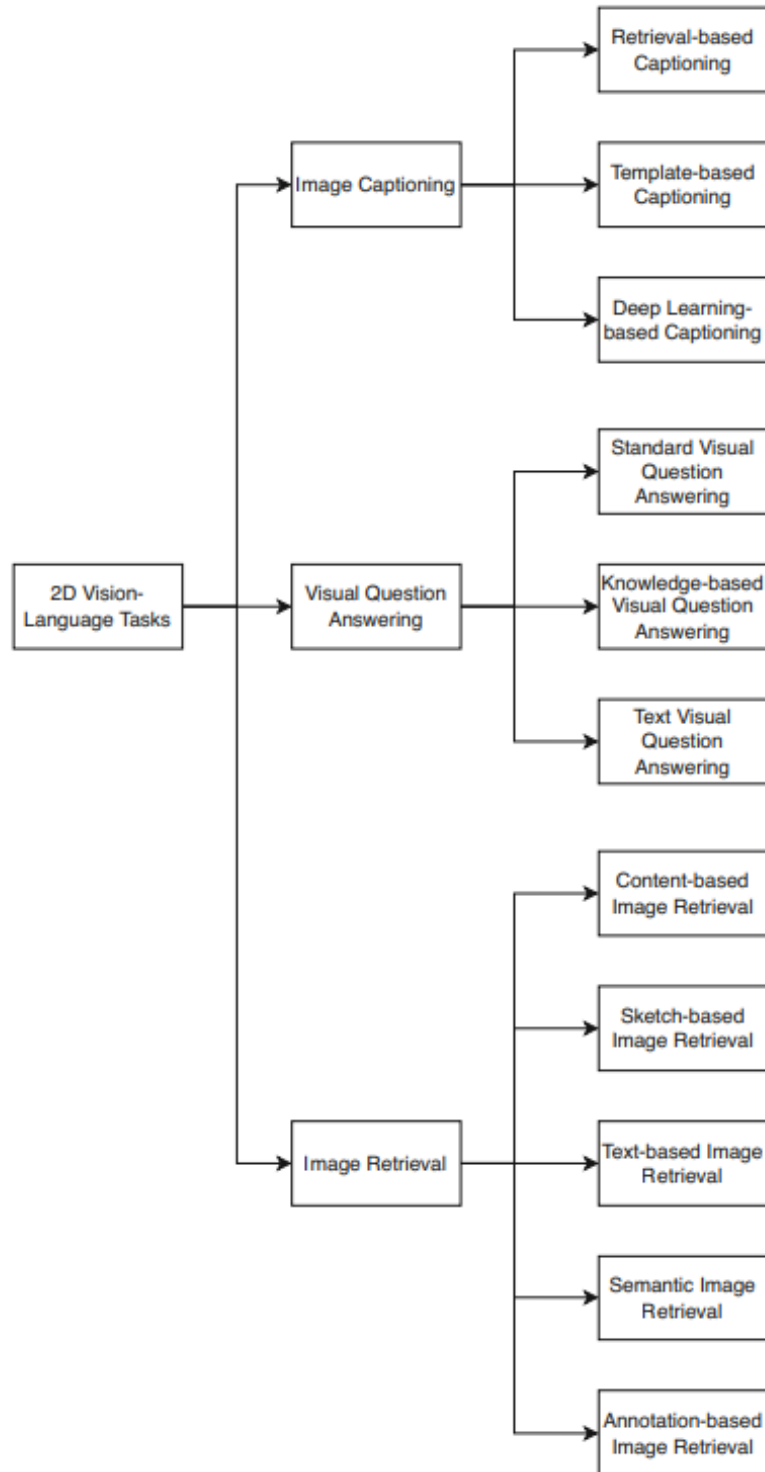 2D Vision-
Language Tasks
Image Captioning
Retrieval-based
Captioning
Template-based
Captioning
Deep Learning-
based Captioning
Visual Question
Answering
Standard Visual
Question
Answering
Knowledge-based
Visual Question
Answering
Text Visual
Question
Answering
Image Retrieval
Content-based
Image Retrieval
Sketch-based
Image Retrieval
Text-based Image
Retrieval
Semantic Image
Retrieval
Annotation-based
Image Retrieval